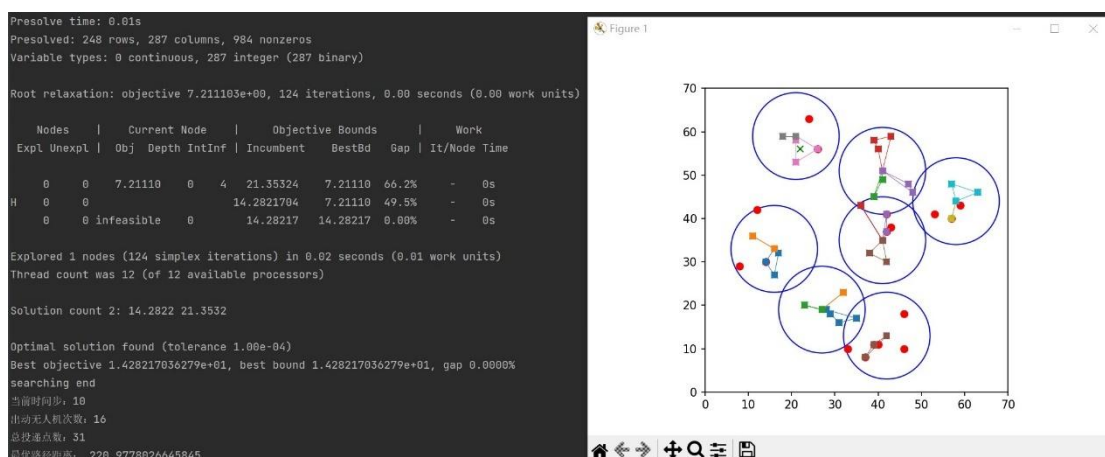 Presolve time: 0.01s
Presolved: 248 rows, 287 columns, 984 nonzeros
Variable types: 0 continuous, 287 integer (287 binary)
Root relaxation: objective 7.211103e+00, 124 iterations, 0.00 seconds (0.00 work units)
Nodes | Current Node | Objective Bounds | Work
Expl Unexpl | Obj Depth IntInf | Incumbent BestBd Gap | It/Node Time
0 0 7.21110 0 4 21.35324 7.21110 66.2% - 0s
H 0 0 14.2821704 7.21110 49.5% - 0s
0 0 infeasible 0 14.28217 14.28217 0.00% - 0s
Explored 1 nodes (124 simplex iterations) in 0.02 seconds (0.01 work units)
Thread count was 12 (of 12 available processors)
Solution count 2: 14.2822 21.3532
Optimal solution found (tolerance 1.00e-04)
Best objective 1.428217036279e+01, best bound 1.428217036279e+01, gap 0.0000%
searching end
当前时间步: 10
出动无人机次数: 16
总投递点数: 31
最优路径距离: 220.9778026645845
Figure 1
70
60
50
40
30
20
10
0
0 10 20 30 40 50 60 70